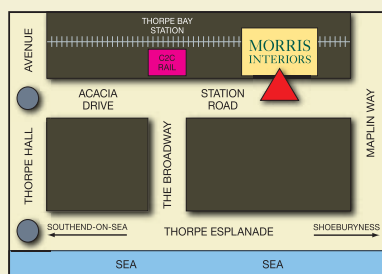 THORPE BAY
STATION
C2C
RAIL
MORRIS
INTERIORS
AVENUE
ACACIA
DRIVE
STATION
ROAD
MAPLIN WAY
THORPE HALL
THE BROADWAY
SOUTHEND-ON-SEA
THORPE ESPLANADE
SHOEBURYNESS
SEA
SEA